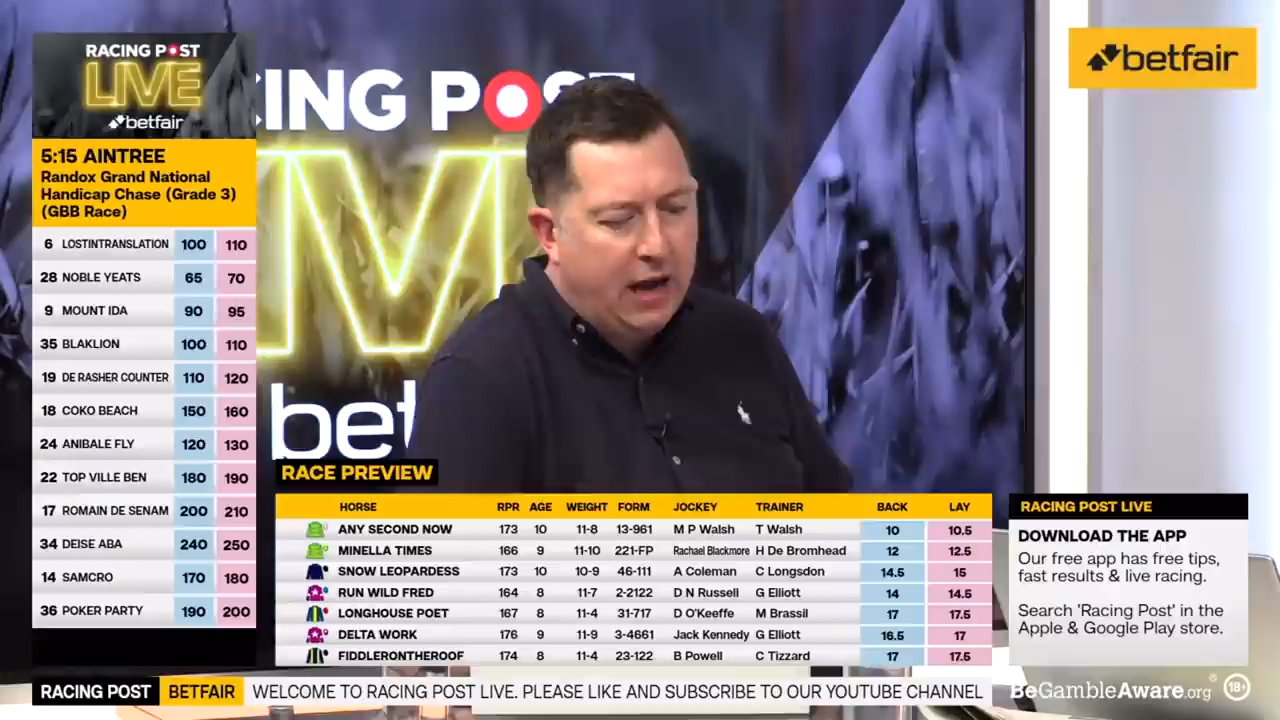 RACING POST
LIVE
betfair
5:15 AINTREE
Randox Grand National
Handicap Chase (Grade 3)
(GBB Race)
6 LOSTINTRANSLATION 100 110
28 NOBLE YEATS 65 70
9 MOUNT IDA 90 95
35 BLAKLION 100 110
19 DE RASHER COUNTER 110 120
18 COKO BEACH 150 160
24 ANIBALE FLY 120 130
22 TOP VILLE BEN 180 190
17 ROMAIN DE SENAM 200 210
34 DEISE ABA 240 250
14 SAMCRO 170 180
36 POKER PARTY 190 200
CING POST
bet
betfair
RACE PREVIEW
HORSE RPR AGE WEIGHT FORM JOCKEY TRAINER BACK LAY
ANY SECOND NOW 173 10 11-8 13-961 M P Walsh T Walsh 10 10.5
MINELLA TIMES 166 9 11-10 221-FP Rachael Blackmore H De Bromhead 12 12.5
SNOW LEOPARDESS 173 10 10-9 46-111 A Coleman C Longsdon 14.5 15
RUN WILD FRED 164 8 11-7 2-2122 D N Russell G Elliott 14 14.5
LONGHOUSE POET 167 8 11-4 31-717 D O'Keeffe M Brassil 17 17.5
DELTA WORK 176 9 11-9 3-4661 Jack Kennedy G Elliott 16.5 17
FIDDLERONTHEROOF 174 8 11-4 23-122 B Powell C Tizzard 17 17.5
RACING POST LIVE
DOWNLOAD THE APP
Our free app has free tips,
fast results & live racing.
Search 'Racing Post' in the
Apple & Google Play store.
RACING POST BETFAIR WELCOME TO RACING POST LIVE. PLEASE LIKE AND SUBSCRIBE TO OUR YOUTUBE CHANNEL
BeGambleAware.org 18+